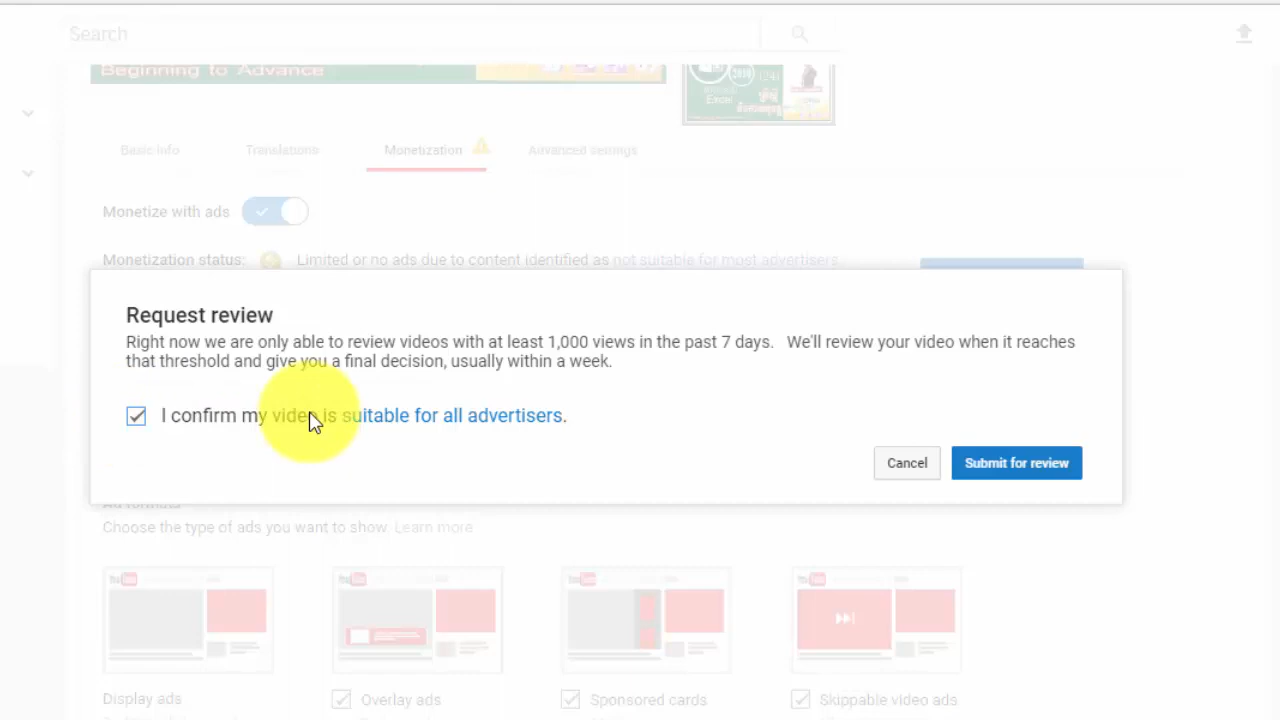 Search
Beginning to Advance
Excel
Basic info
Translations
Monetization
Advanced settings
Monetize with ads
Monetization status:
Limited or no ads due to content identified as not suitable for most advertisers.
Request review
Right now we are only able to review videos with at least 1,000 views in the past 7 days. We'll review your video when it reaches
that threshold and give you a final decision, usually within a week.
I confirm my video is suitable for all advertisers.
Cancel
Submit for review
Ad formats
Choose the type of ads you want to show. Learn more
Display ads
Overlay ads
Sponsored cards
Skippable video ads